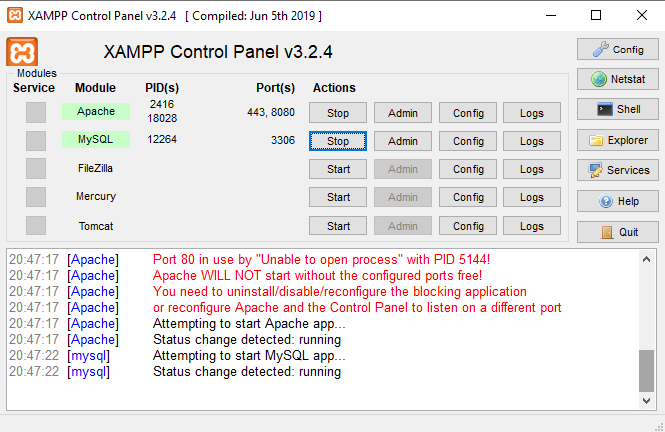 XAMPP Control Panel v3.2.4 [ Compiled: Jun 5th 2019 ]
XAMPP Control Panel v3.2.4
Config
Modules
Service Module PID(s) Port(s) Actions
Netstat
Apache 2416 18028 443, 8080 Stop Admin Config Logs
Shell
MySQL 12264 3306 Stop Admin Config Logs
Explorer
FileZilla Start Admin Config Logs
Services
Mercury Start Admin Config Logs
Help
Tomcat Start Admin Config Logs
Quit
20:47:17 [Apache] Port 80 in use by "Unable to open process" with PID 5144!
20:47:17 [Apache] Apache WILL NOT start without the configured ports free!
20:47:17 [Apache] You need to uninstall/disable/reconfigure the blocking application
20:47:17 [Apache] or reconfigure Apache and the Control Panel to listen on a different port
20:47:17 [Apache] Attempting to start Apache app...
20:47:17 [Apache] Status change detected: running
20:47:22 [mysql] Attempting to start MySQL app...
20:47:22 [mysql] Status change detected: running